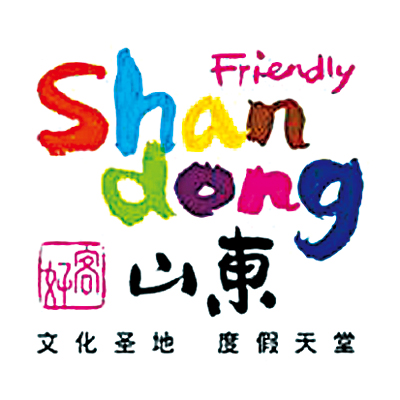 Friendly
Shan
dong
好客
山東
文化圣地 度假天堂